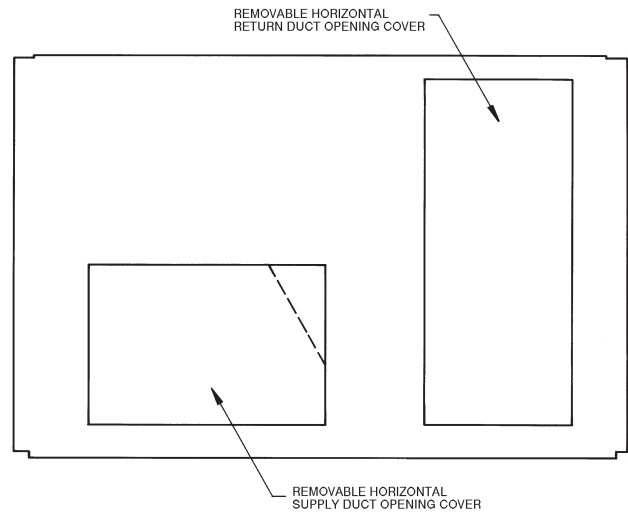 REMOVABLE HORIZONTAL
RETURN DUCT OPENING COVER
REMOVABLE HORIZONTAL
SUPPLY DUCT OPENING COVER